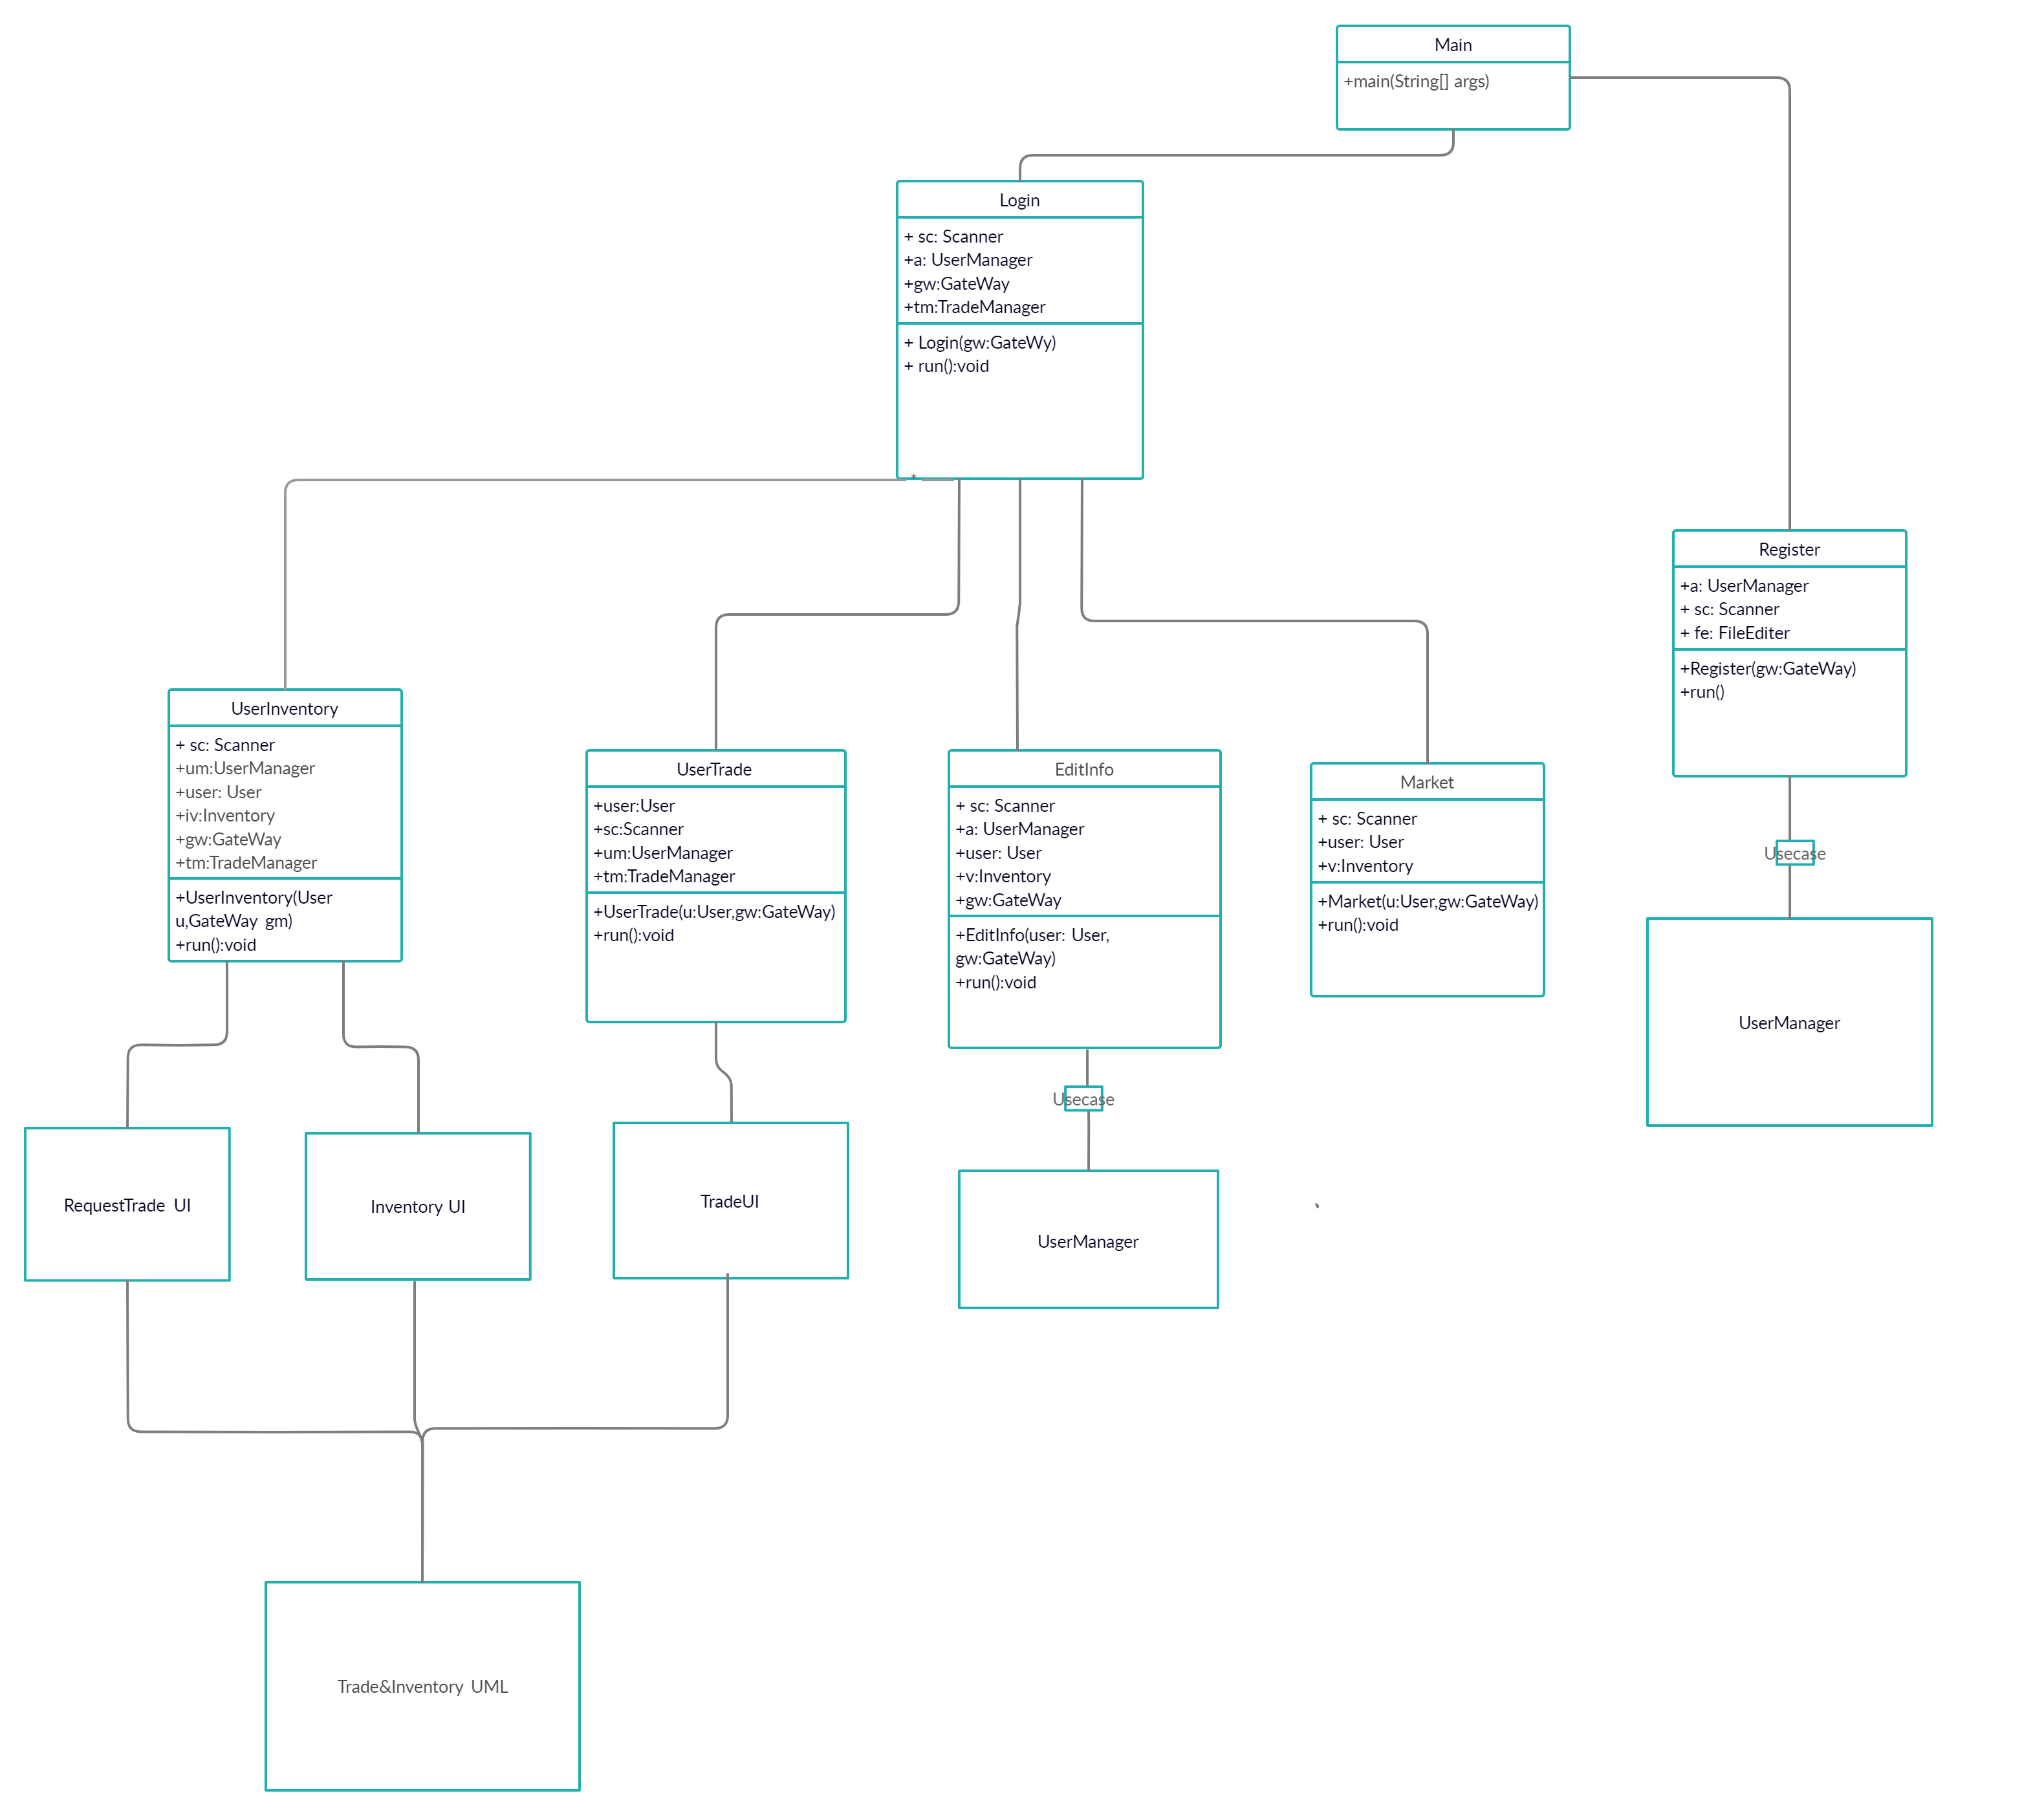 Main
+main(String[] args)
Login
+ sc: Scanner
+a: UserManager
+gw:GateWay
+tm:TradeManager
+ Login(gw:GateWy)
+ run():void
*
Register
+a: UserManager
+ sc: Scanner
+ fe: FileEditer
+Register(gw:GateWay)
+run()
UserInventory
+ sc: Scanner
+um:UserManager
+user: User
+iv:Inventory
+gw:GateWay
+tm:TradeManager
+UserInventory(User
u,GateWay gm)
+run():void
UserTrade
+user:User
+sc:Scanner
+um:UserManager
+tm:TradeManager
+UserTrade(u:User,gw:GateWay)
+run():void
EditInfo
+ sc: Scanner
+a: UserManager
+user: User
+v:Inventory
+gw:GateWay
+EditInfo(user: User,
gw:GateWay)
+run():void
Market
+ sc: Scanner
+user: User
+v:Inventory
+Market(u:User,gw:GateWay)
+run():void
Usecase
UserManager
Usecase
RequestTrade UI
Inventory UI
TradeUI
UserManager
Trade&Inventory UML